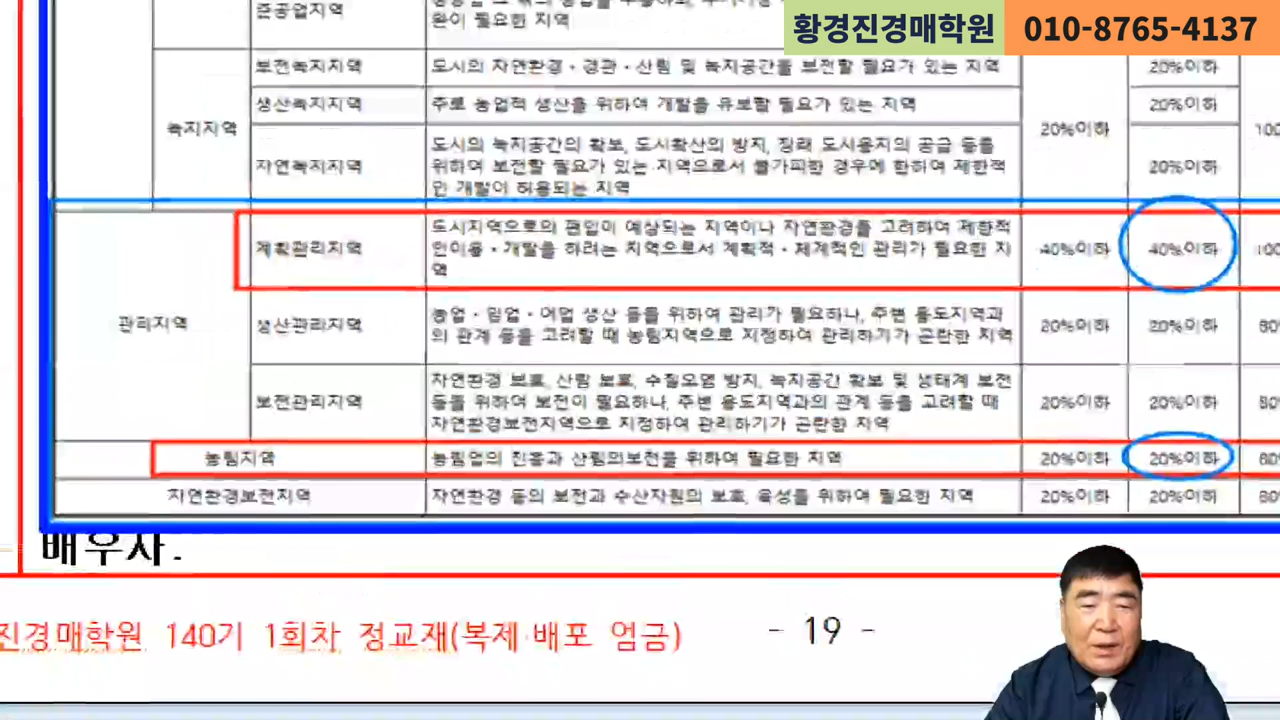 황경진경매학원 010-8765-4137
준공업지역
완이 필요한 지역
녹지지역
보전녹지지역
도시의 자연환경·경관·산림 및 녹지공간을 보전할 필요가 있는 지역
20%이하
생산녹지지역
주로 농업적 생산을 위하여 개발을 유보할 필요가 있는 지역
20%이하
20%이하
자연녹지지역
도시의 녹지공간의 확보, 도시확산의 방지, 장래 도시용지의 공급 등을
위하여 보전할 필요가 있는 지역으로서 불가피한 경우에 한하여 제한적
인 개발이 허용되는 지역
20%이하
관리지역
계획관리지역
도시지역으로의 편입이 예상되는 지역이나 자연환경을 고려하여 제한적
인이용·개발을 하려는 지역으로서 계획적·체계적인 관리가 필요한 지
역
40%이하
40%이하
생산관리지역
농업·임업·어업 생산 등을 위하여 관리가 필요하나, 주변 용도지역과
의 관계 등을 고려할 때 농림지역으로 지정하여 관리하기가 곤란한 지역
20%이하
20%이하
보전관리지역
자연환경 보호, 산림 보호, 수질오염 방지, 녹지공간 확보 및 생태계 보전
등을 위하여 보전이 필요하나, 주변 용도지역과의 관계 등을 고려할 때
자연환경보전지역으로 지정하여 관리하기가 곤란한 지역
20%이하
20%이하
농림지역
농림업의 진흥과 산림의보전을 위하여 필요한 지역
20%이하
20%이하
자연환경보전지역
자연환경 등의 보전과 수산자원의 보호, 육성을 위하여 필요한 지역
20%이하
20%이하
배우자.
진경매학원 140기 1회차 정교재(복제 배포 엄금)
- 19 -